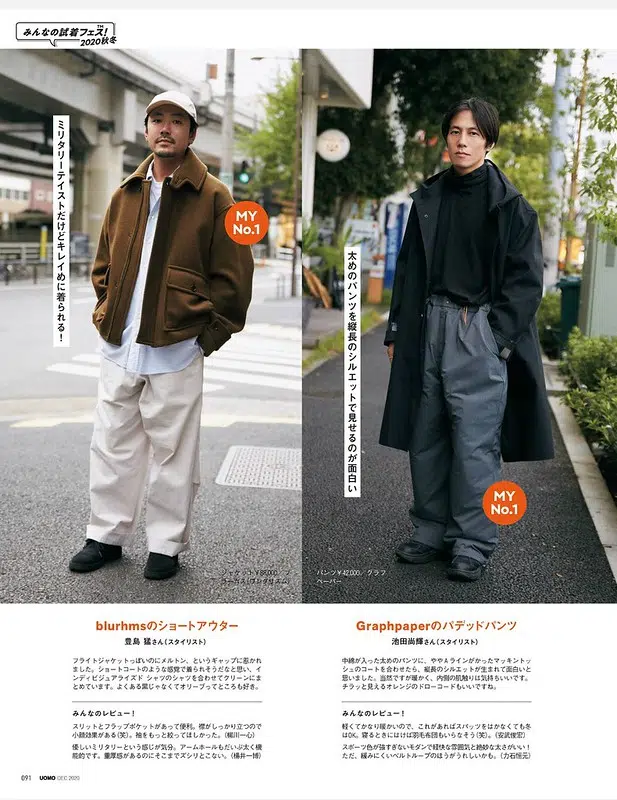 みんなの試着フェス！™
2020秋冬
ミリタリーテイストだけどキレイめに着られる！
MY
No.1
太めのパンツを縦長のシルエットで見せるのが面白い
MY
No.1
パンツ￥42,000／グラフ
ペーパー
blurhmsのショートアウター
豊島 猛さん（スタイリスト）
フライトジャケットっぽいのにメルトン、というギャップに惹かれ
ました。ショートコートのような感覚で着られそうだなと思い、イン
ディビジュアライズド シャツのシャツを合わせてクリーンにま
とめています。よくある黒じゃなくてオリーブってところも好き。
みんなのレビュー！
スリットとフラップポケットがあって便利。襟がしっかり立つので
小顔効果がある（笑）。袖をもっと絞ってほしかった。（梶川一心）
優しいミリタリーという感じが気分。アームホールもだいぶ太く機
能的です。重厚感があるのにそこまでズシリとこない。（桶井一博）
Graphpaperのパデッドパンツ
池田尚輝さん（スタイリスト）
中綿が入った太めのパンツに、ややAラインがかったマッキントッ
シュのコートを合わせたら、縦長のシルエットが生まれて面白いと
思いました。当然ですが暖かく、内側の肌触りは気持ちいいです。
チラッと見えるオレンジのドローコードもいいですね。
みんなのレビュー！
軽くてかなり暖かいので、これがあればスパッツをはかなくても冬
はOK。寝るときにはけば羽毛布団もいらなそう（笑）。（安武俊宏）
スポーツ色が強すぎないモダンで軽快な雰囲気と絶妙な太さがいい！
ただ、緩みにくいベルトループのほうがうれしいかも。（力石恒元）
091 UOMO DEC.2020